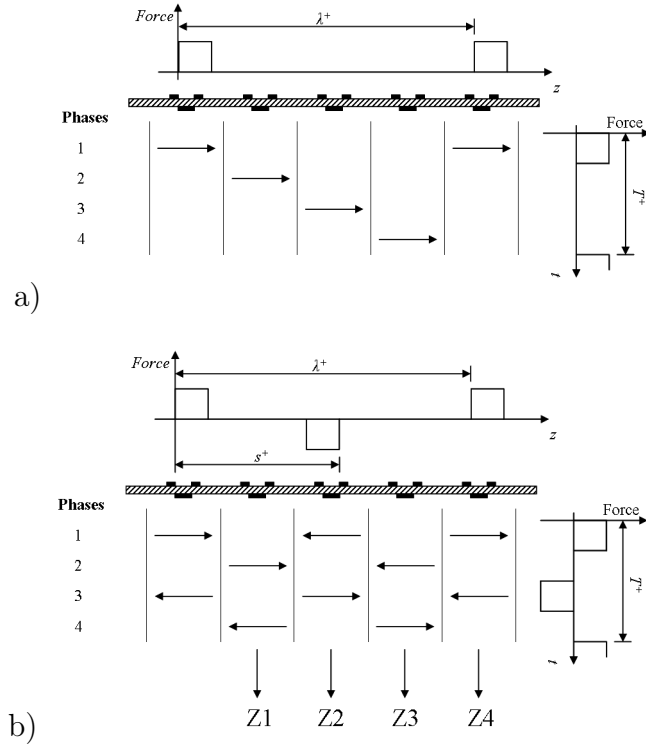 Force
λ+
z
Phases
1
2
3
4
Force
T+
t
a)
Force
λ+
z
s+
Phases
1
2
3
4
Force
T+
t
Z1 Z2 Z3 Z4
b)